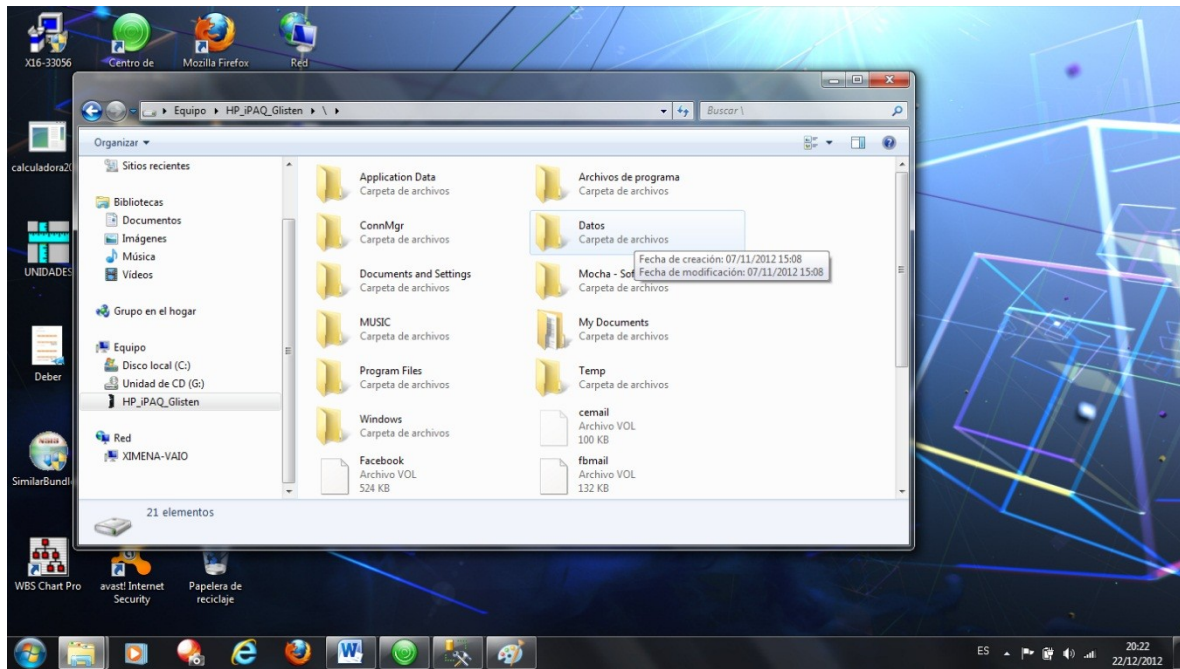 X16-33056
Centro de
Mozilla Firefox
Red
Equipo
HP_iPAQ_Glisten
\
Buscar \
Organizar
calculadora20
UNIDADES
Deber
SimilarBundle
WBS Chart Pro
avast! Internet
Security
Papelera de
reciclaje
Sitios recientes
Bibliotecas
Documentos
Imágenes
Música
Vídeos
Grupo en el hogar
Equipo
Disco local (C:)
Unidad de CD (G:)
HP_iPAQ_Glisten
Red
XIMENA-VAIO
Application Data
Carpeta de archivos
Archivos de programa
Carpeta de archivos
ConnMgr
Carpeta de archivos
Datos
Carpeta de archivos
Fecha de creación: 07/11/2012 15:08
Fecha de modificación: 07/11/2012 15:08
Documents and Settings
Carpeta de archivos
Mocha - Sof
Carpeta de archivos
MUSIC
Carpeta de archivos
My Documents
Carpeta de archivos
Program Files
Carpeta de archivos
Temp
Carpeta de archivos
Windows
Carpeta de archivos
cemail
Archivo VOL
100 KB
Facebook
Archivo VOL
524 KB
fbmail
Archivo VOL
132 KB
21 elementos
ES
20:22
22/12/2012